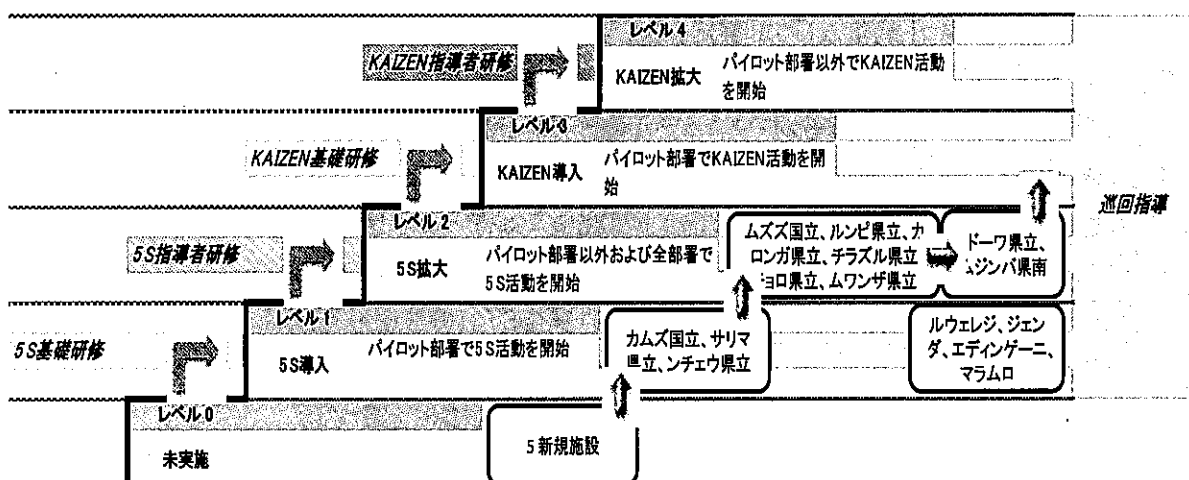 レベル 4
KAIZEN指導者研修
KAIZEN拡大
パイロット部署以外でKAIZEN活動
を開始
レベル 3
KAIZEN基礎研修
KAIZEN導入
パイロット部署でKAIZEN活動を開
始
巡回指導
レベル 2
5S指導者研修
5S拡大
パイロット部署以外および全部署で
5S活動を開始
ムズズ国立、ルンピ県立、カ
ロンガ県立、チラズル県立
チョロ県立、ムワンザ県立
ドーワ県立、
ムジンバ県南
レベル 1
5S基礎研修
5S導入
パイロット部署で5S活動を開始
カムズ国立、サリマ
県立、ンチェウ県立
ルウェレジ、ジェン
ダ、エディンゲーニ、
マラムロ
レベル 0
未実施
5 新規施設